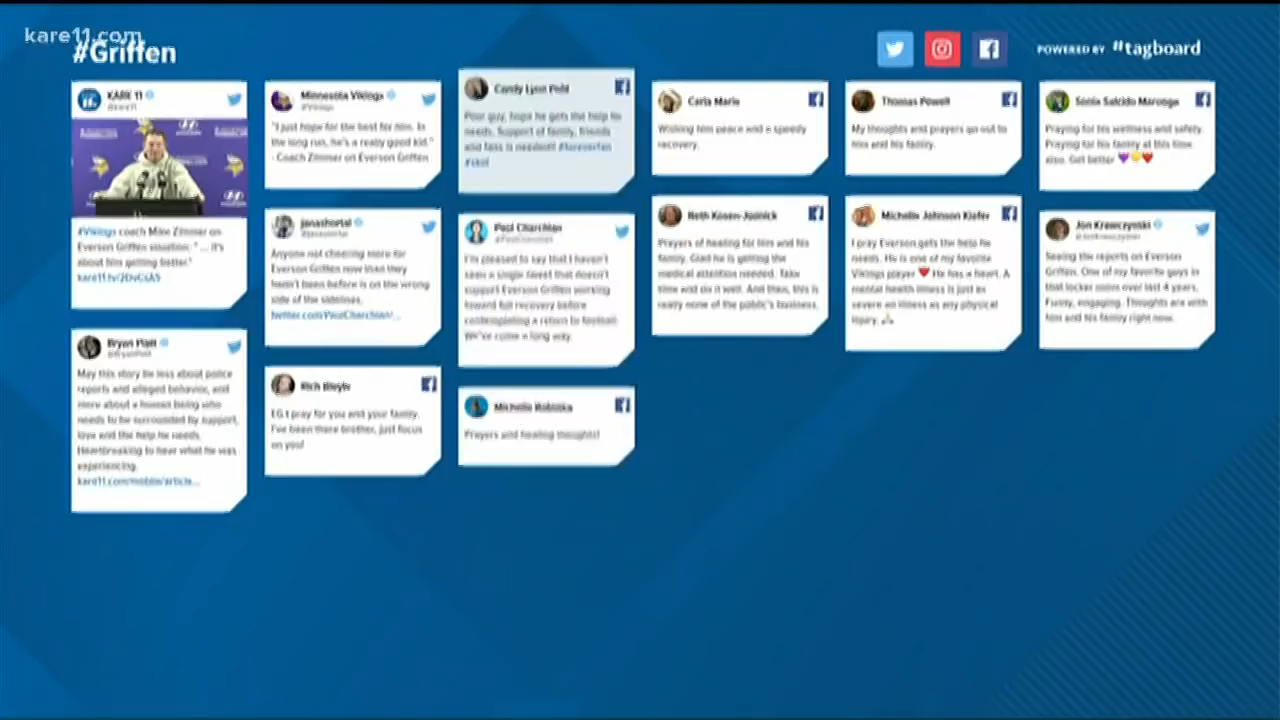 kare11.com
#Griffen
POWERED BY #tagboard
KARE 11
@kare11
#Vikings coach Mike Zimmer on
Everson Griffen situation: "... it's
about him getting better."
Bryan Piatt
@BryanPiatt
May this story be less about police
reports and alleged behavior, and
more about a human being who
needs to be surrounded by support,
love and the help he needs.
Heartbreaking to hear what he was
experiencing.
kare11.com/mobile/article...
Minnesota Vikings
@Vikings
"I just hope for the best for him. In
the long run, he's a really good kid."
- Coach Zimmer on Everson Griffen
janashortal
@janashortal
Anyone not cheering more for
Everson Griffen now than they
have/been before is on the wrong
side of the sidelines.
twitter.com/PaulCharchian/...
Rich
EG I pray for you and your family.
I've been there brother, just focus
on you!
Candy Lynn Pohl
Poor guy, hope he gets the help he
needs. Support of family, friends
and fans is needed!! #foreverfan
#skol
Paul Charchian
@PaulCharchian
I'm pleased to say that I haven't
seen a single tweet that doesn't
support Everson Griffen working
toward full recovery before
contemplating a return to football.
We've come a long way.
Michelle
Prayers and healing thoughts!
Carla Marie
Wishing him peace and a speedy
recovery.
Beth
Prayers of healing for him and his
family. Glad he is getting the
medical attention needed. Take
time and do it well. And then, this is
really none of the public's business.
Thomas Powell
My thoughts and prayers go out to
him and his family.
Michelle Johnson Kiefer
I pray Everson gets the help he
needs. He is one of my favorite
Vikings player ❤️ He has a heart. A
mental health illness is just as
severe an illness as any physical
injury. 🙏
Sonia Salcido Maronge
Praying for his wellness and safety.
Praying for his family at this time
also. Get better 💜💛❤️
Jon Krawczynski
@JonKrawczynski
Seeing the reports on Everson
Griffen. One of my favorite guys in
that locker room over last 4 years.
Funny, engaging. Thoughts are with
him and his family right now.